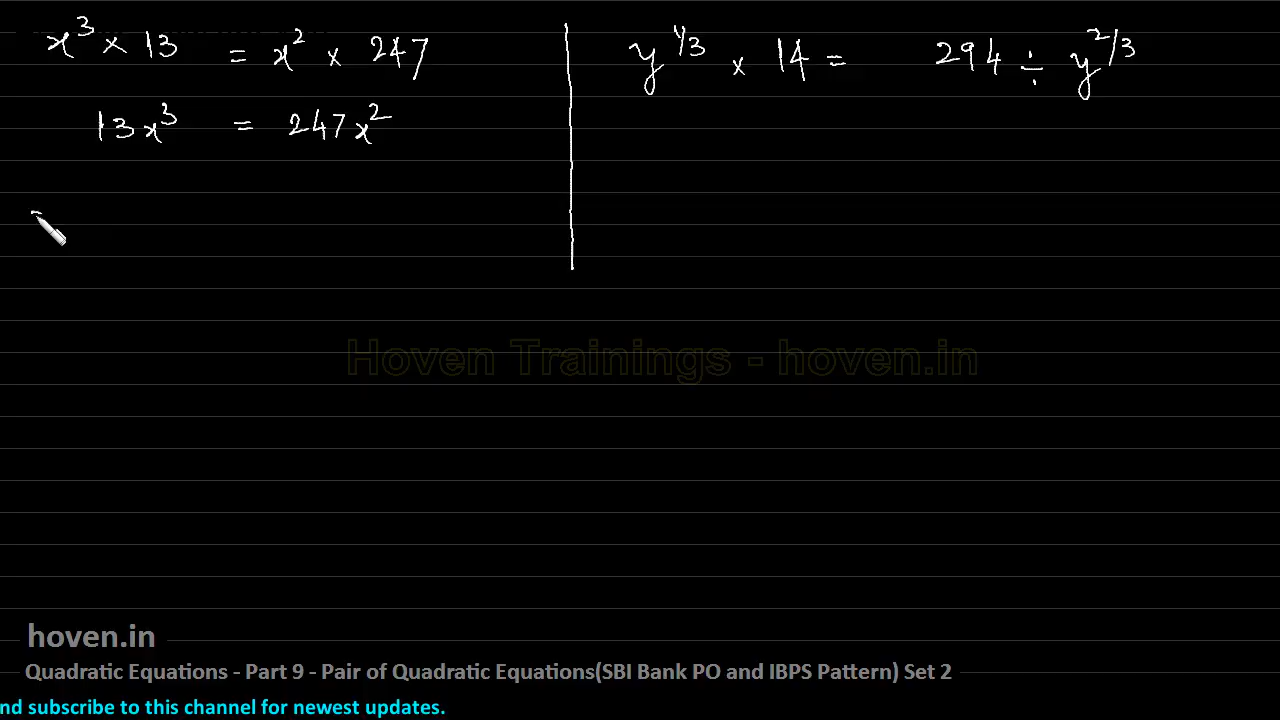 x³ × 13 = x² × 247
13x³ = 247x²
y^1/3 × 14 = 294 ÷ y^2/3
Hoven Trainings - hoven.in
hoven.in
Quadratic Equations - Part 9 - Pair of Quadratic Equations(SBI Bank PO and IBPS Pattern) Set 2
nd subscribe to this channel for newest updates.